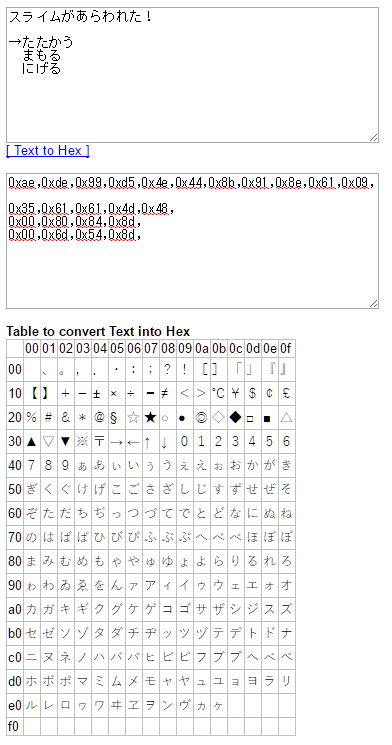 スライムがあらわれた！
→たたかう
まもる
にげる
[ Text to Hex ]
0xae,0xde,0x99,0xd5,0x4e,0x44,0x8b,0x91,0x8e,0x61,0x09,
0x35,0x61,0x61,0x4d,0x48,
0x00,0x80,0x84,0x8d,
0x00,0x6d,0x54,0x8d,
Table to convert Text into Hex
00 01 02 03 04 05 06 07 08 09 0a 0b 0c 0d 0e 0f
00 、 。 ， ． ・ ： ； ？ ！ ［ ］ 「 」 『 』
10 【 】 ＋ － ± × ÷ ＝ ≠ ＜ ＞ ℃ ￥ ＄ ￠ ￡
20 ％ ＃ ＆ ＊ ＠ § ☆ ★ ○ ● ◎ ◇ ◆ □ ■ △
30 ▲ ▽ ▼ ※ 〒 → ← ↑ ↓ ０ １ ２ ３ ４ ５ ６
40 ７ ８ ９ ぁ あ ぃ い ぅ う ぇ え ぉ お か が き
50 ぎ く ぐ け げ こ ご さ ざ し じ す ず せ ぜ そ
60 ぞ た だ ち ぢ っ つ づ て で と ど な に ぬ ね
70 の は ば ぱ ひ び ぴ ふ ぶ ぷ へ べ ぺ ほ ぼ ぽ
80 ま み む め も ゃ や ゅ ゆ ょ よ ら り る れ ろ
90 ゎ わ ゐ ゑ を ん ァ ア ィ イ ゥ ウ ェ エ ォ オ
a0 カ ガ キ ギ ク グ ケ ゲ コ ゴ サ ザ シ ジ ス ズ
b0 セ ゼ ソ ゾ タ ダ チ ヂ ッ ツ ヅ テ デ ト ド ナ
c0 ニ ヌ ネ ノ ハ バ パ ヒ ビ ピ フ ブ プ ヘ ベ ペ
d0 ホ ボ ポ マ ミ ム メ モ ャ ヤ ュ ユ ョ ヨ ラ リ
e0 ル レ ロ ヮ ワ ヰ ヱ ヲ ン ヴ ヵ ヶ
f0